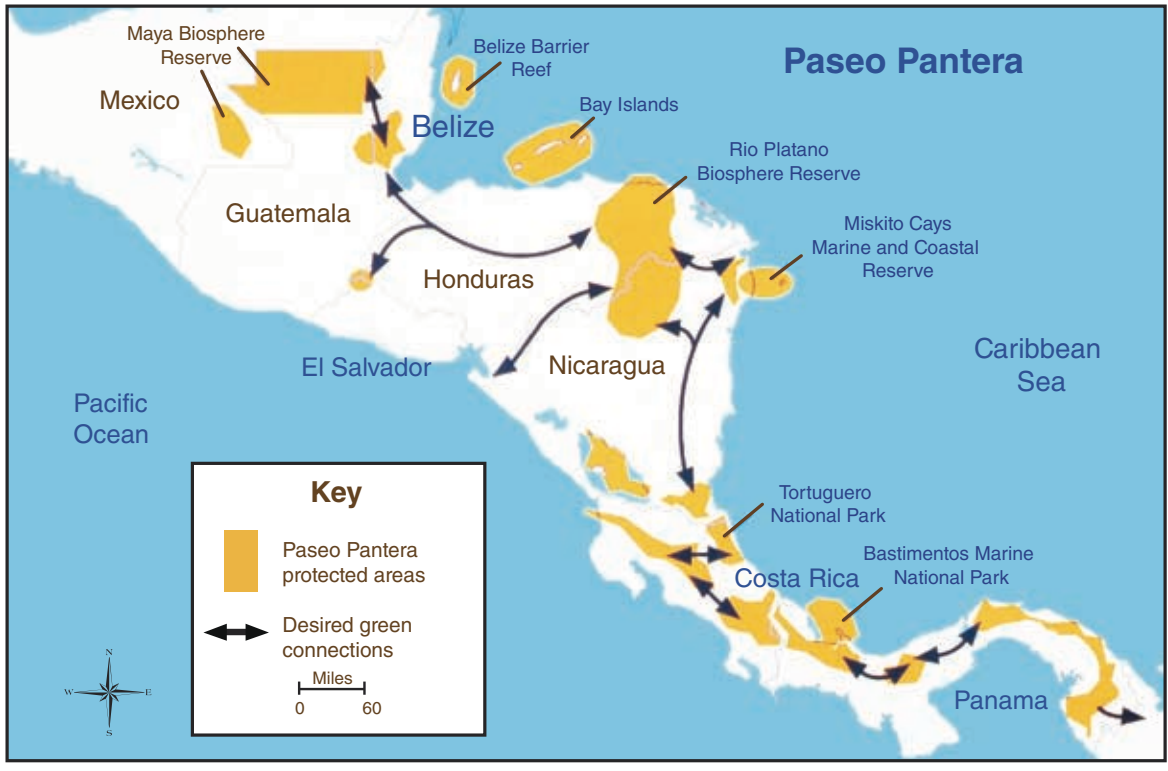 Maya Biosphere
Reserve
Belize Barrier
Reef
Paseo Pantera
Mexico
Bay Islands
Belize
Rio Platano
Biosphere Reserve
Guatemala
Miskito Cays
Marine and Coastal
Reserve
Honduras
El Salvador
Nicaragua
Caribbean
Sea
Pacific
Ocean
Key
Paseo Pantera
protected areas
Desired green
connections
Miles
0
60
Tortuguero
National Park
Costa Rica
Bastimentos Marine
National Park
Panama
N
W
E
S